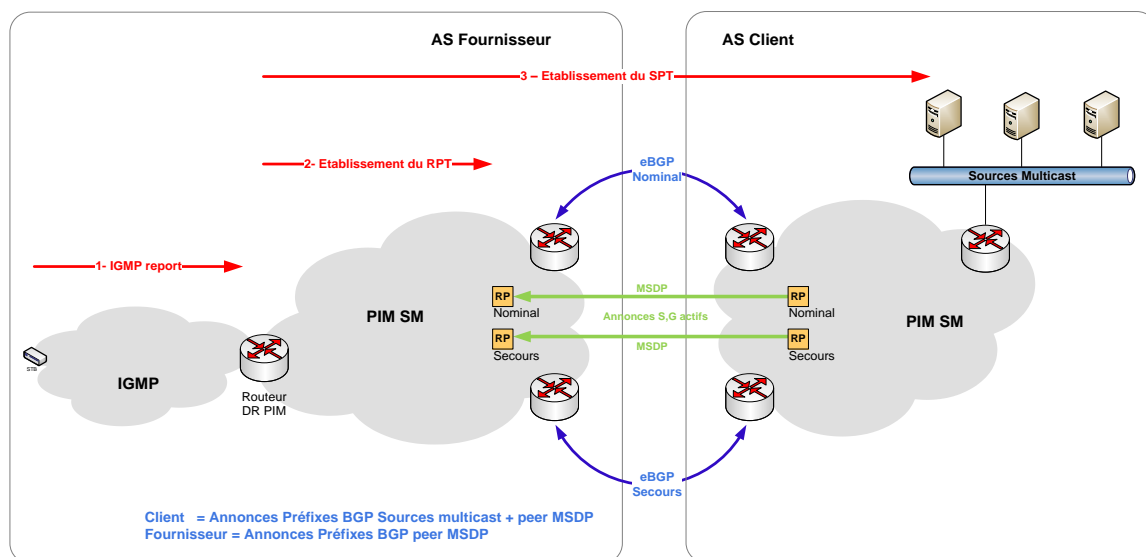 AS Fournisseur
AS Client
3 – Etablissement du SPT
2- Etablissement du RPT
eBGP
Nominal
Sources Multicast
1- IGMP report
MSDP
RP
RP
Nominal
Annonces S,G actifs
Nominal
PIM SM
PIM SM
RP
RP
MSDP
Secours
Secours
STB
IGMP
Routeur
DR PIM
eBGP
Secours
Client = Annonces Préfixes BGP Sources multicast + peer MSDP
Fournisseur = Annonces Préfixes BGP peer MSDP